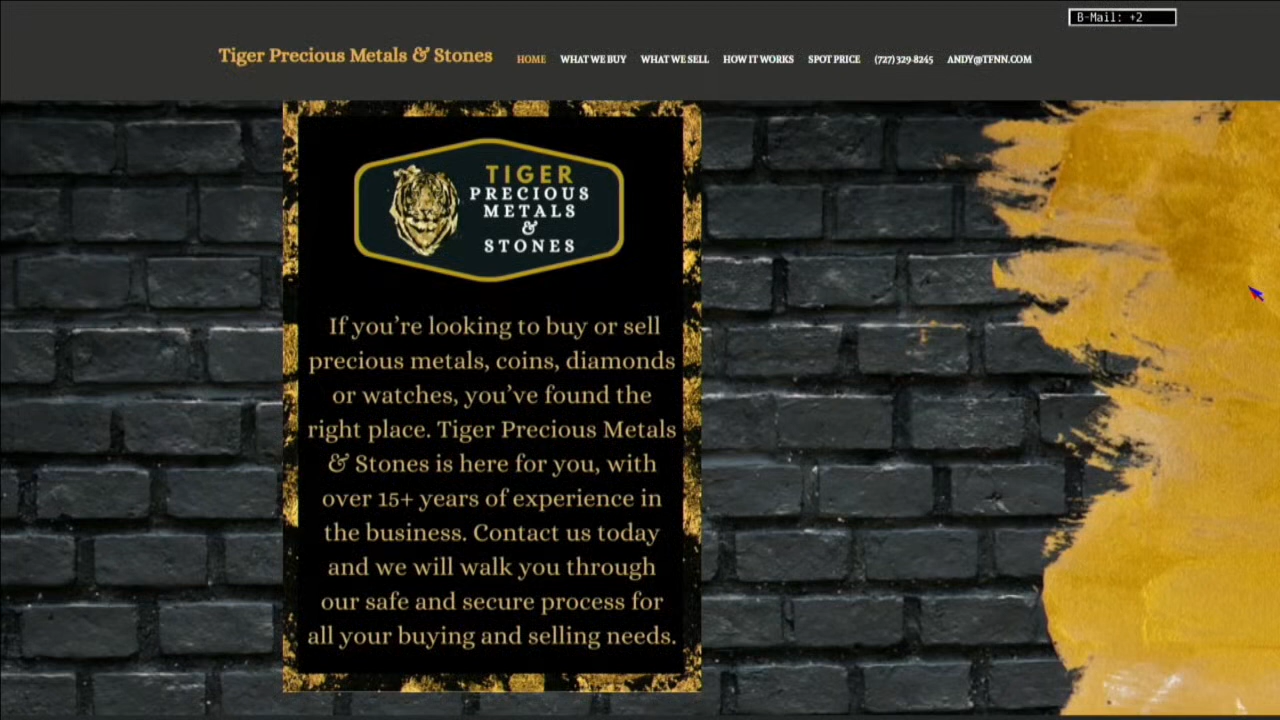 B-Mail: +2
Tiger Precious Metals & Stones HOME WHAT WE BUY WHAT WE SELL HOW IT WORKS SPOT PRICE (727) 329-8245 ANDY@TFNN.COM
TIGER
PRECIOUS
METALS
&
STONES
If you're looking to buy or sell
precious metals, coins, diamonds
or watches, you've found the
right place. Tiger Precious Metals
& Stones is here for you, with
over 15+ years of experience in
the business. Contact us today
and we will walk you through
our safe and secure process for
all your buying and selling needs.